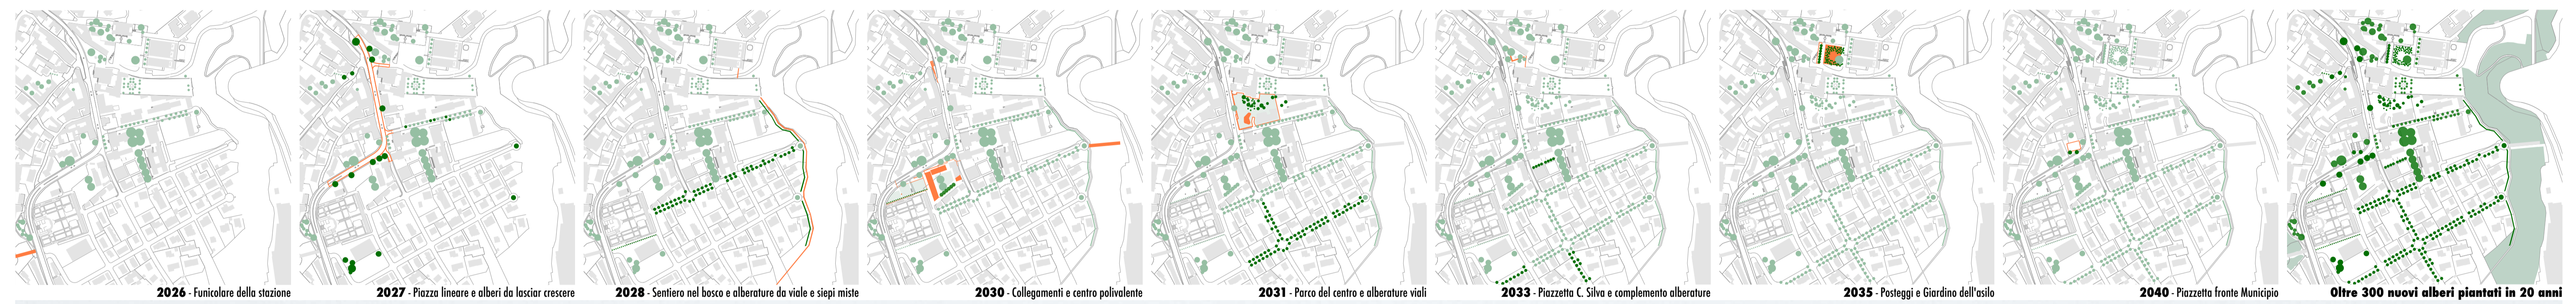 2026 - Funicolare della stazione
2027 - Piazza lineare e alberi da lasciar crescere
2028 - Sentiero nel bosco e alberature da viale e siepi miste
2030 - Collegamenti e centro polivalente
2031 - Parco del centro e alberature viali
2033 - Piazzetta C. Silva e complemento alberature
2035 - Posteggi e Giardino dell'asilo
2040 - Piazzetta fronte Municipio
Oltre 300 nuovi alberi piantati in 20 anni